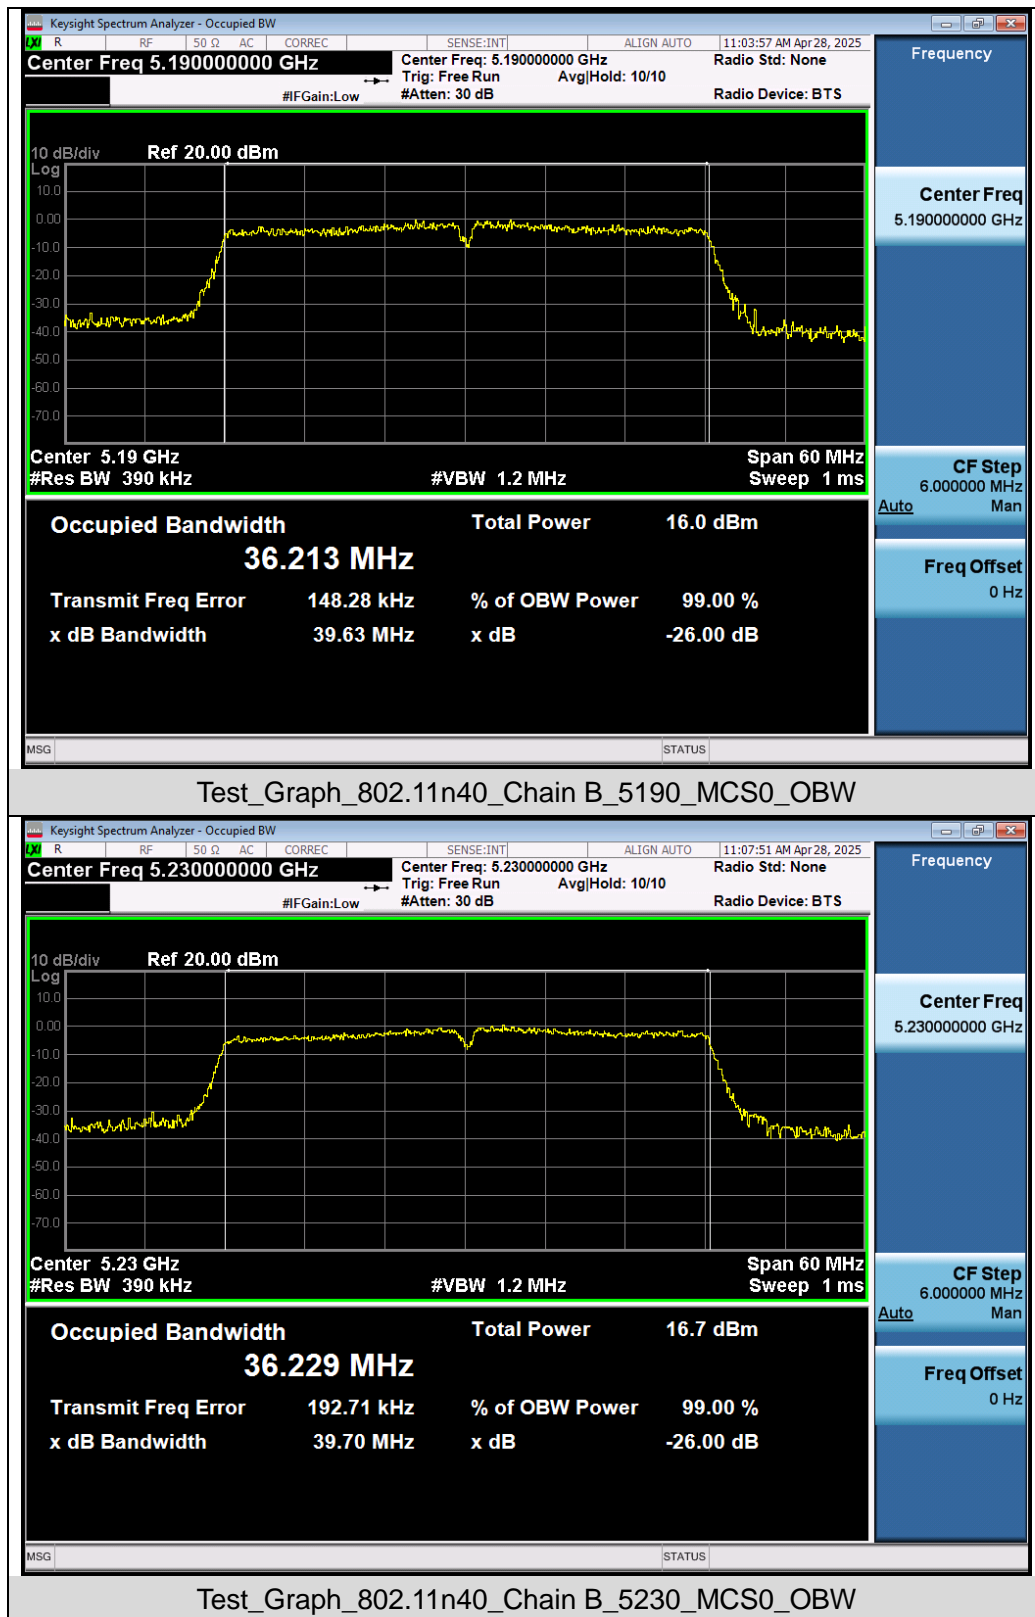 Keysight Spectrum Analyzer - Occupied BW
LXI R RF 50 Ω AC CORREC SENSE:INT ALIGN AUTO 11:03:57 AM Apr 28, 2025
Center Freq 5.190000000 GHz
Center Freq: 5.190000000 GHz
Radio Std: None
Trig: Free Run Avg|Hold: 10/10
#IFGain:Low
#Atten: 30 dB
Radio Device: BTS
10 dB/div Ref 20.00 dBm
Log
10.0
0.00
-10.0
-20.0
-30.0
-40.0
-50.0
-60.0
-70.0
Center 5.19 GHz Span 60 MHz
#Res BW 390 kHz #VBW 1.2 MHz Sweep 1 ms
Occupied Bandwidth Total Power 16.0 dBm
36.213 MHz
Transmit Freq Error 148.28 kHz % of OBW Power 99.00 %
x dB Bandwidth 39.63 MHz x dB -26.00 dB
MSG STATUS
Frequency
Center Freq
5.190000000 GHz
CF Step
6.000000 MHz
Auto Man
Freq Offset
0 Hz
Test_Graph_802.11n40_Chain B_5190_MCS0_OBW
Keysight Spectrum Analyzer - Occupied BW
LXI R RF 50 Ω AC CORREC SENSE:INT ALIGN AUTO 11:07:51 AM Apr 28, 2025
Center Freq 5.230000000 GHz
Center Freq: 5.230000000 GHz
Radio Std: None
Trig: Free Run Avg|Hold: 10/10
#IFGain:Low
#Atten: 30 dB
Radio Device: BTS
10 dB/div Ref 20.00 dBm
Log
10.0
0.00
-10.0
-20.0
-30.0
-40.0
-50.0
-60.0
-70.0
Center 5.23 GHz Span 60 MHz
#Res BW 390 kHz #VBW 1.2 MHz Sweep 1 ms
Occupied Bandwidth Total Power 16.7 dBm
36.229 MHz
Transmit Freq Error 192.71 kHz % of OBW Power 99.00 %
x dB Bandwidth 39.70 MHz x dB -26.00 dB
MSG STATUS
Frequency
Center Freq
5.230000000 GHz
CF Step
6.000000 MHz
Auto Man
Freq Offset
0 Hz
Test_Graph_802.11n40_Chain B_5230_MCS0_OBW